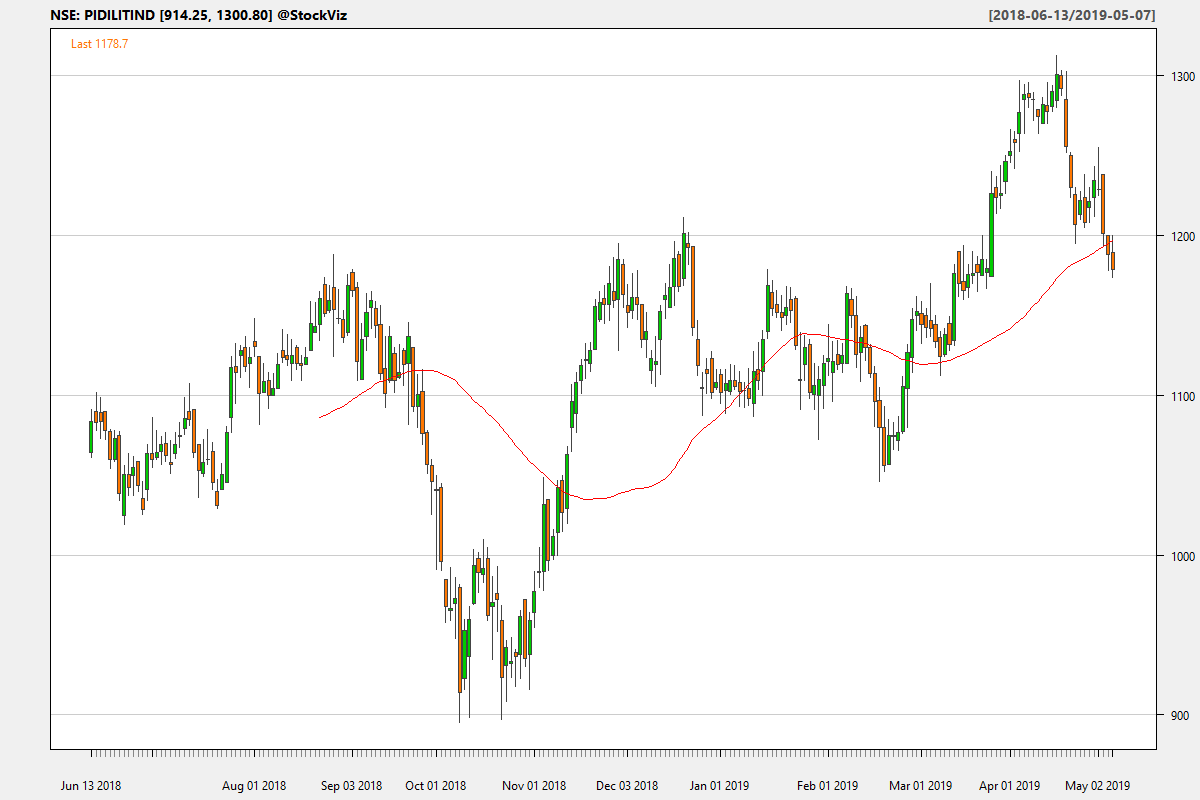 NSE: PIDILITIND [914.25, 1300.80] @StockViz [2018-06-13/2019-05-07]
Last 1178.7
1300
1200
1100
1000
900
Jun 13 2018 Aug 01 2018 Sep 03 2018 Oct 01 2018 Nov 01 2018 Dec 03 2018 Jan 01 2019 Feb 01 2019 Mar 01 2019 Apr 01 2019 May 02 2019